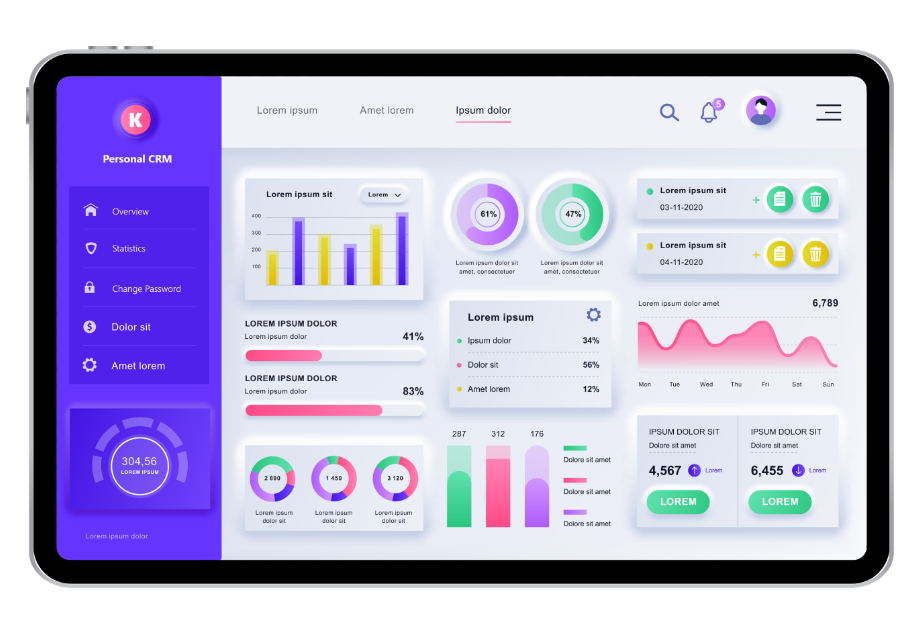 K
Personal CRM
Overview
Statistics
Change Password
Dolor sit
Amet lorem
304,56
LOREM IPSUM
Lorem ipsum dolor
Lorem ipsum
Amet lorem
Ipsum dolor
5
Lorem ipsum sit
Lorem
400
300
200
100
61%
Lorem ipsum dolor sit
amet, consectetuer
47%
Lorem ipsum dolor sit
amet, consectetuer
Lorem ipsum sit
03-11-2020
+
Lorem ipsum sit
04-11-2020
+
LOREM IPSUM DOLOR
Lorem ipsum dolor
41%
LOREM IPSUM DOLOR
Lorem ipsum dolor
83%
Lorem ipsum
Ipsum dolor 34%
Dolor sit 56%
Amet lorem 12%
Lorem ipsum dolor amet
6,789
Mon Tue Wed Thu Fri Sat Sun
2 890
Lorem ipsum
dolor sit
1 450
Lorem ipsum
dolor sit
3 120
Lorem ipsum
dolor sit
287 312 176
Dolore sit amet
Dolore sit amet
Dolore sit amet
IPSUM DOLOR SIT
Dolore sit amet
4,567
Lorem
LOREM
IPSUM DOLOR SIT
Dolore sit amet
6,455
Lorem
LOREM